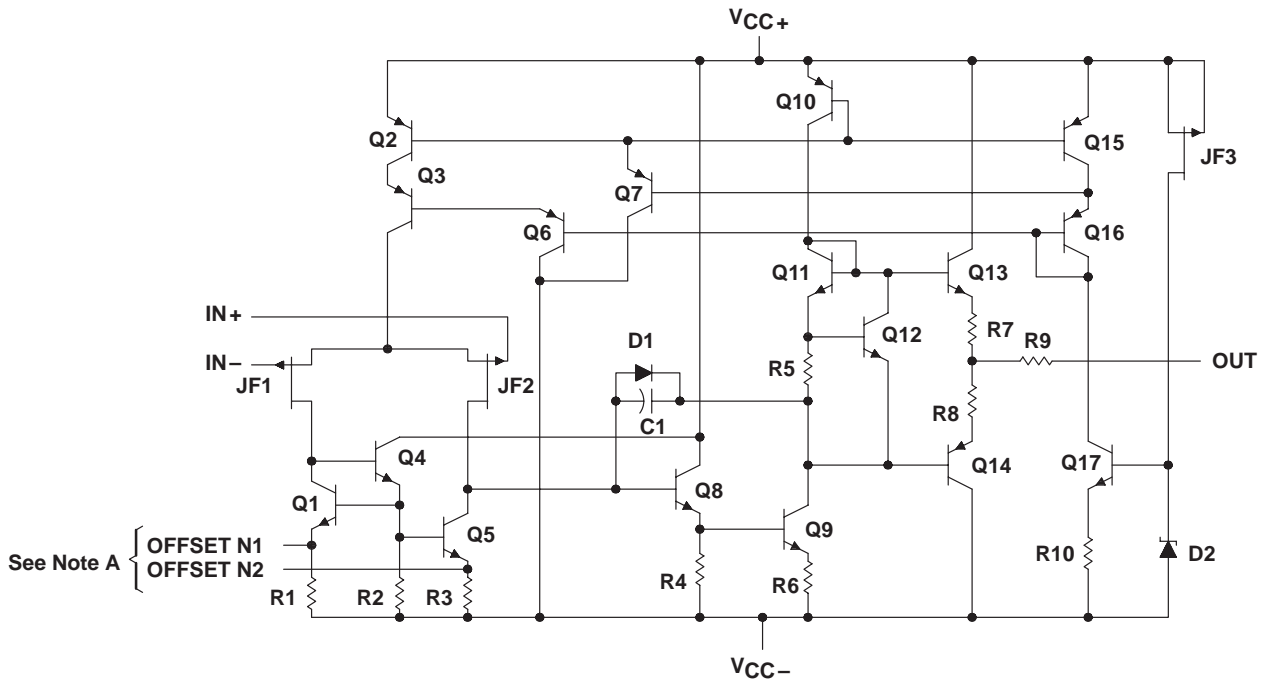 VCC+
Q10
Q2
Q15
JF3
Q3
Q7
Q6
Q16
Q11
Q13
IN+
Q12
R7
R9
D1
IN−
OUT
JF1
JF2
R5
C1
R8
Q4
Q14
Q17
Q1
Q8
Q5
Q9
See Note A
OFFSET N1
OFFSET N2
R10
D2
R1
R2
R3
R4
R6
VCC−